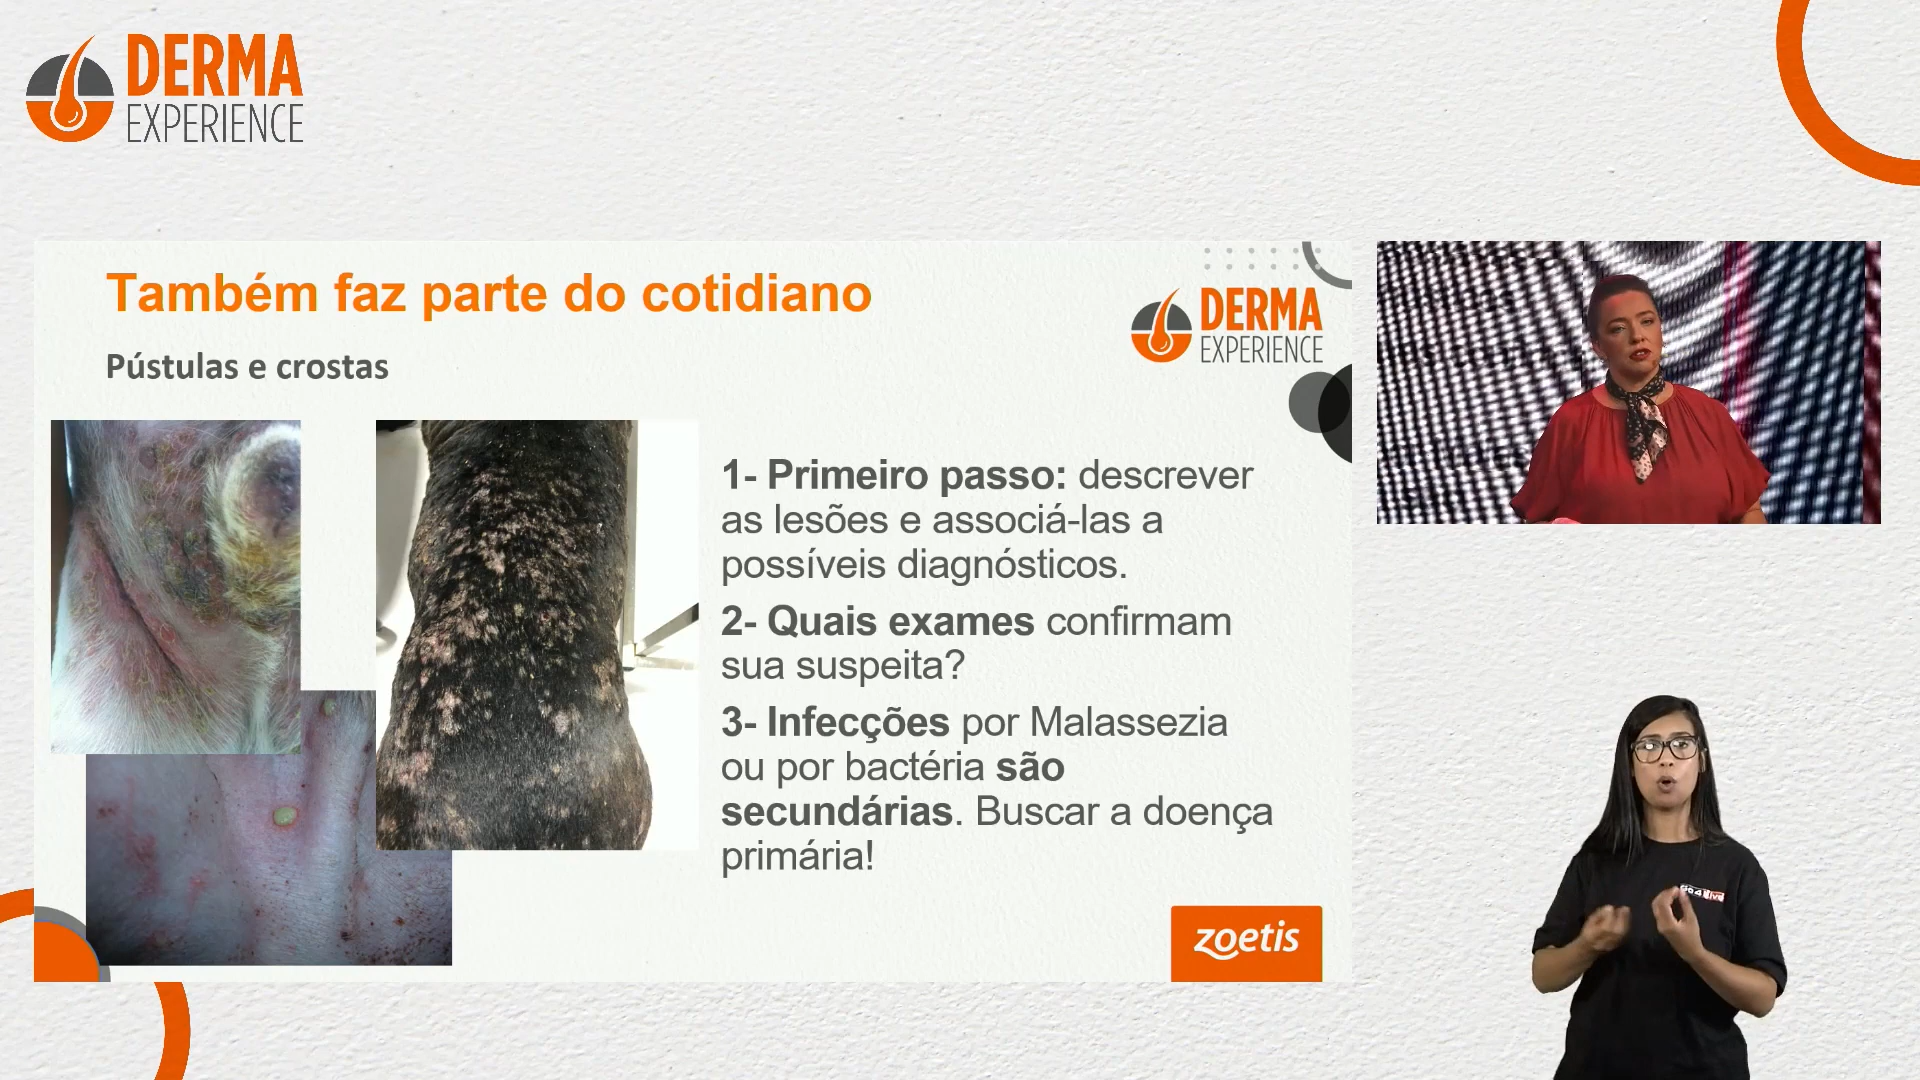 DERMA
EXPERIENCE
Também faz parte do cotidiano
DERMA
EXPERIENCE
Pústulas e crostas
1- Primeiro passo: descrever
as lesões e associá-las a
possíveis diagnósticos.
2- Quais exames confirmam
sua suspeita?
3- Infecções por Malassezia
ou por bactéria são
secundárias. Buscar a doença
primária!
zoetis